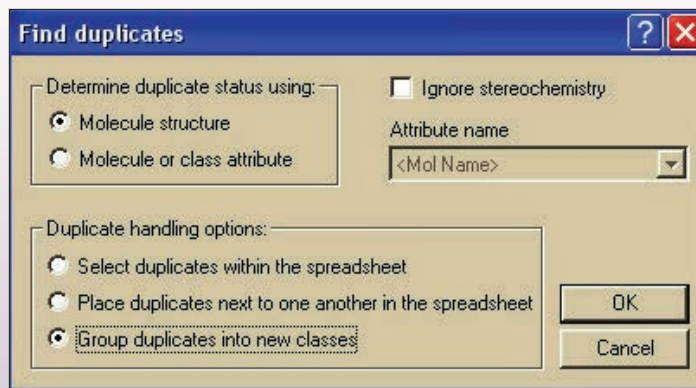 Find duplicates
Determine duplicate status using:
Molecule structure
Molecule or class attribute
Ignore stereochemistry
Attribute name
<Mol Name>
Duplicate handling options:
Select duplicates within the spreadsheet
Place duplicates next to one another in the spreadsheet
Group duplicates into new classes
OK
Cancel